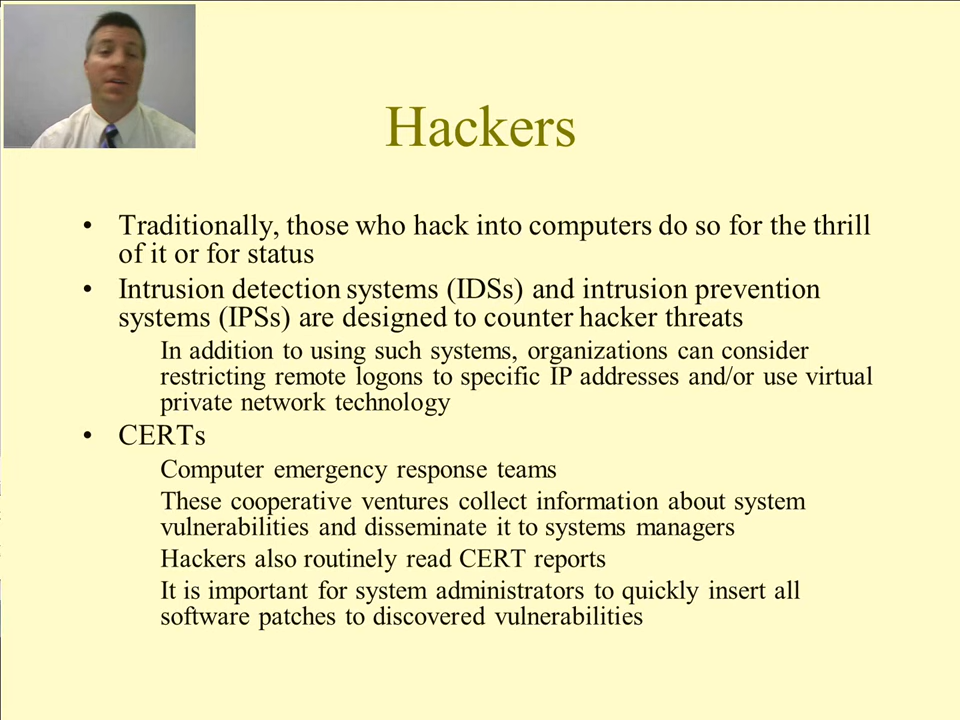 Hackers
• Traditionally, those who hack into computers do so for the thrill
of it or for status
• Intrusion detection systems (IDSs) and intrusion prevention
systems (IPSs) are designed to counter hacker threats
In addition to using such systems, organizations can consider
restricting remote logons to specific IP addresses and/or use virtual
private network technology
• CERTs
Computer emergency response teams
These cooperative ventures collect information about system
vulnerabilities and disseminate it to systems managers
Hackers also routinely read CERT reports
It is important for system administrators to quickly insert all
software patches to discovered vulnerabilities